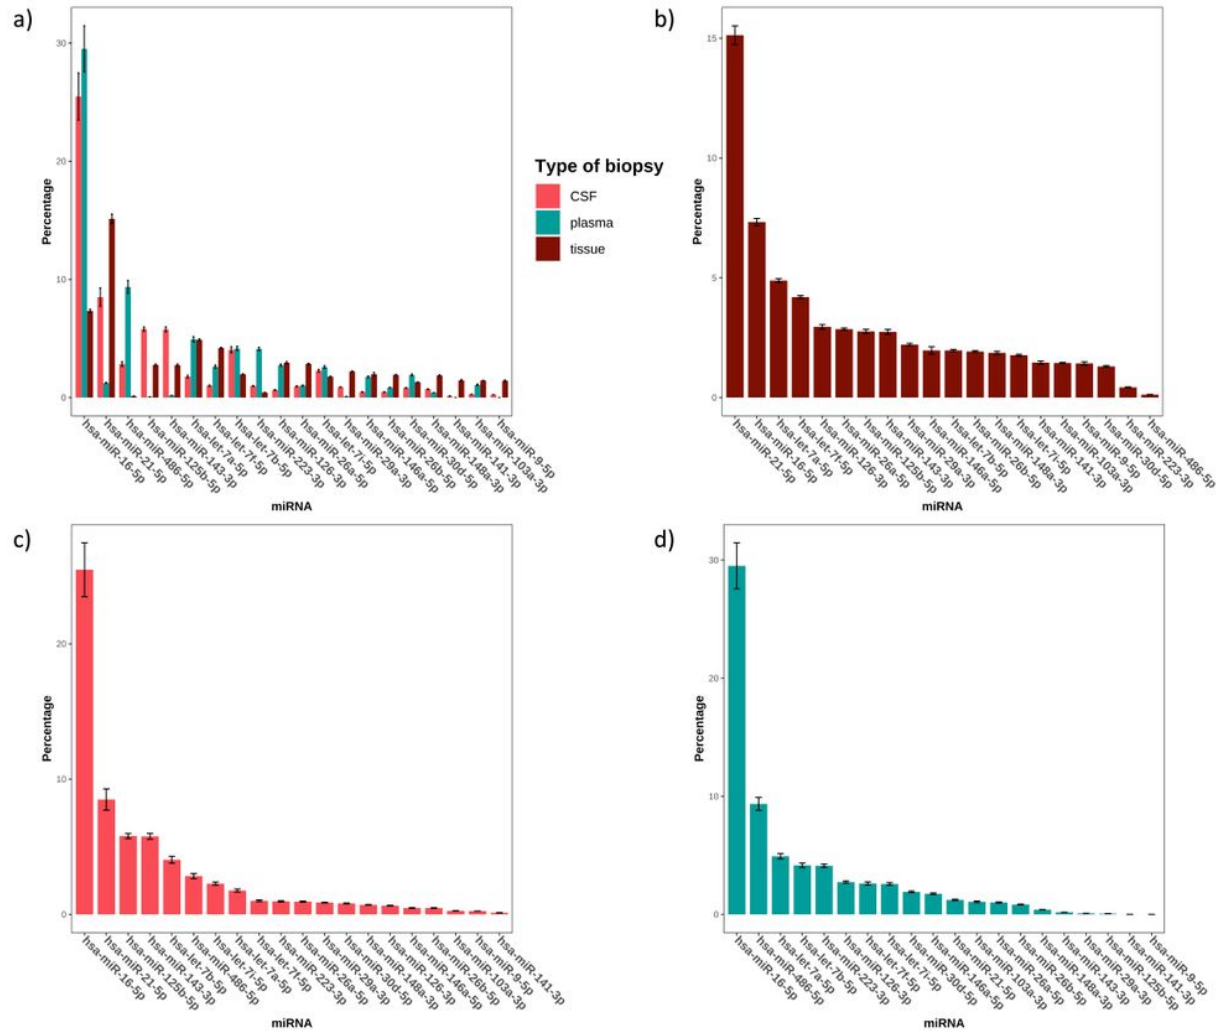 a)
Percentage
30
20
10
0
hsa-miR-16-5p
hsa-miR-21-5p
hsa-miR-486-5p
hsa-miR-125b-5p
hsa-miR-143-3p
hsa-let-7a-5p
hsa-let-7f-5p
hsa-let-7b-5p
hsa-miR-223-3p
hsa-miR-126-3p
hsa-miR-26a-5p
hsa-let-7i-5p
hsa-miR-29a-3p
hsa-miR-146a-5p
hsa-miR-26b-5p
hsa-miR-30d-5p
hsa-miR-148a-3p
hsa-miR-141-3p
hsa-miR-103a-3p
hsa-miR-9-5p
miRNA
Type of biopsy
CSF
plasma
tissue
b)
Percentage
15
10
5
0
hsa-miR-21-5p
hsa-miR-16-5p
hsa-let-7a-5p
hsa-let-7f-5p
hsa-miR-126-3p
hsa-miR-26a-5p
hsa-miR-125b-5p
hsa-miR-143-3p
hsa-miR-29a-3p
hsa-miR-146a-5p
hsa-let-7b-5p
hsa-miR-26b-5p
hsa-miR-148a-3p
hsa-let-7i-5p
hsa-miR-141-3p
hsa-miR-103a-3p
hsa-miR-9-5p
hsa-miR-30d-5p
hsa-miR-223-3p
hsa-miR-486-5p
miRNA
c)
Percentage
20
10
0
hsa-miR-16-5p
hsa-miR-21-5p
hsa-miR-125b-5p
hsa-miR-143-3p
hsa-let-7b-5p
hsa-miR-486-5p
hsa-let-7i-5p
hsa-let-7a-5p
hsa-let-7f-5p
hsa-miR-223-3p
hsa-miR-26a-5p
hsa-miR-29a-3p
hsa-miR-30d-5p
hsa-miR-148a-3p
hsa-miR-126-3p
hsa-miR-26b-5p
hsa-miR-146a-5p
hsa-miR-103a-3p
hsa-miR-9-5p
hsa-miR-141-3p
miRNA
d)
Percentage
30
20
10
0
hsa-miR-16-5p
hsa-miR-486-5p
hsa-let-7a-5p
hsa-let-7b-5p
hsa-miR-223-3p
hsa-miR-126-3p
hsa-let-7f-5p
hsa-let-7i-5p
hsa-miR-30d-5p
hsa-miR-146a-5p
hsa-miR-21-5p
hsa-miR-103a-3p
hsa-miR-26a-5p
hsa-miR-26b-5p
hsa-miR-148a-3p
hsa-miR-143-3p
hsa-miR-29a-3p
hsa-miR-125b-5p
hsa-miR-141-3p
hsa-miR-9-5p
miRNA